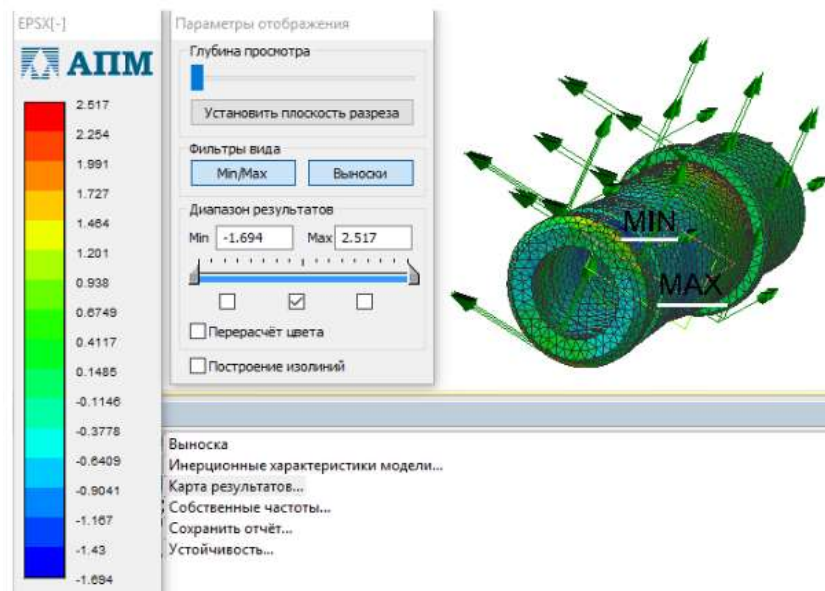 EPSX[-]
АПМ
2.517
2.254
1.991
1.727
1.464
1.201
0.938
0.6749
0.4117
0.1485
-0.1146
-0.3778
-0.6409
-0.9041
-1.167
-1.43
-1.694
Параметры отображения
Глубина просмотра
Установить плоскость разреза
Фильтры вида
Min/Max Выноски
Диапазон результатов
Min -1.694 Max 2.517
Перерасчёт цвета
Построение изолиний
MIN
MAX
Выноска
Инерционные характеристики модели...
Карта результатов...
Собственные частоты...
Сохранить отчёт...
Устойчивость...